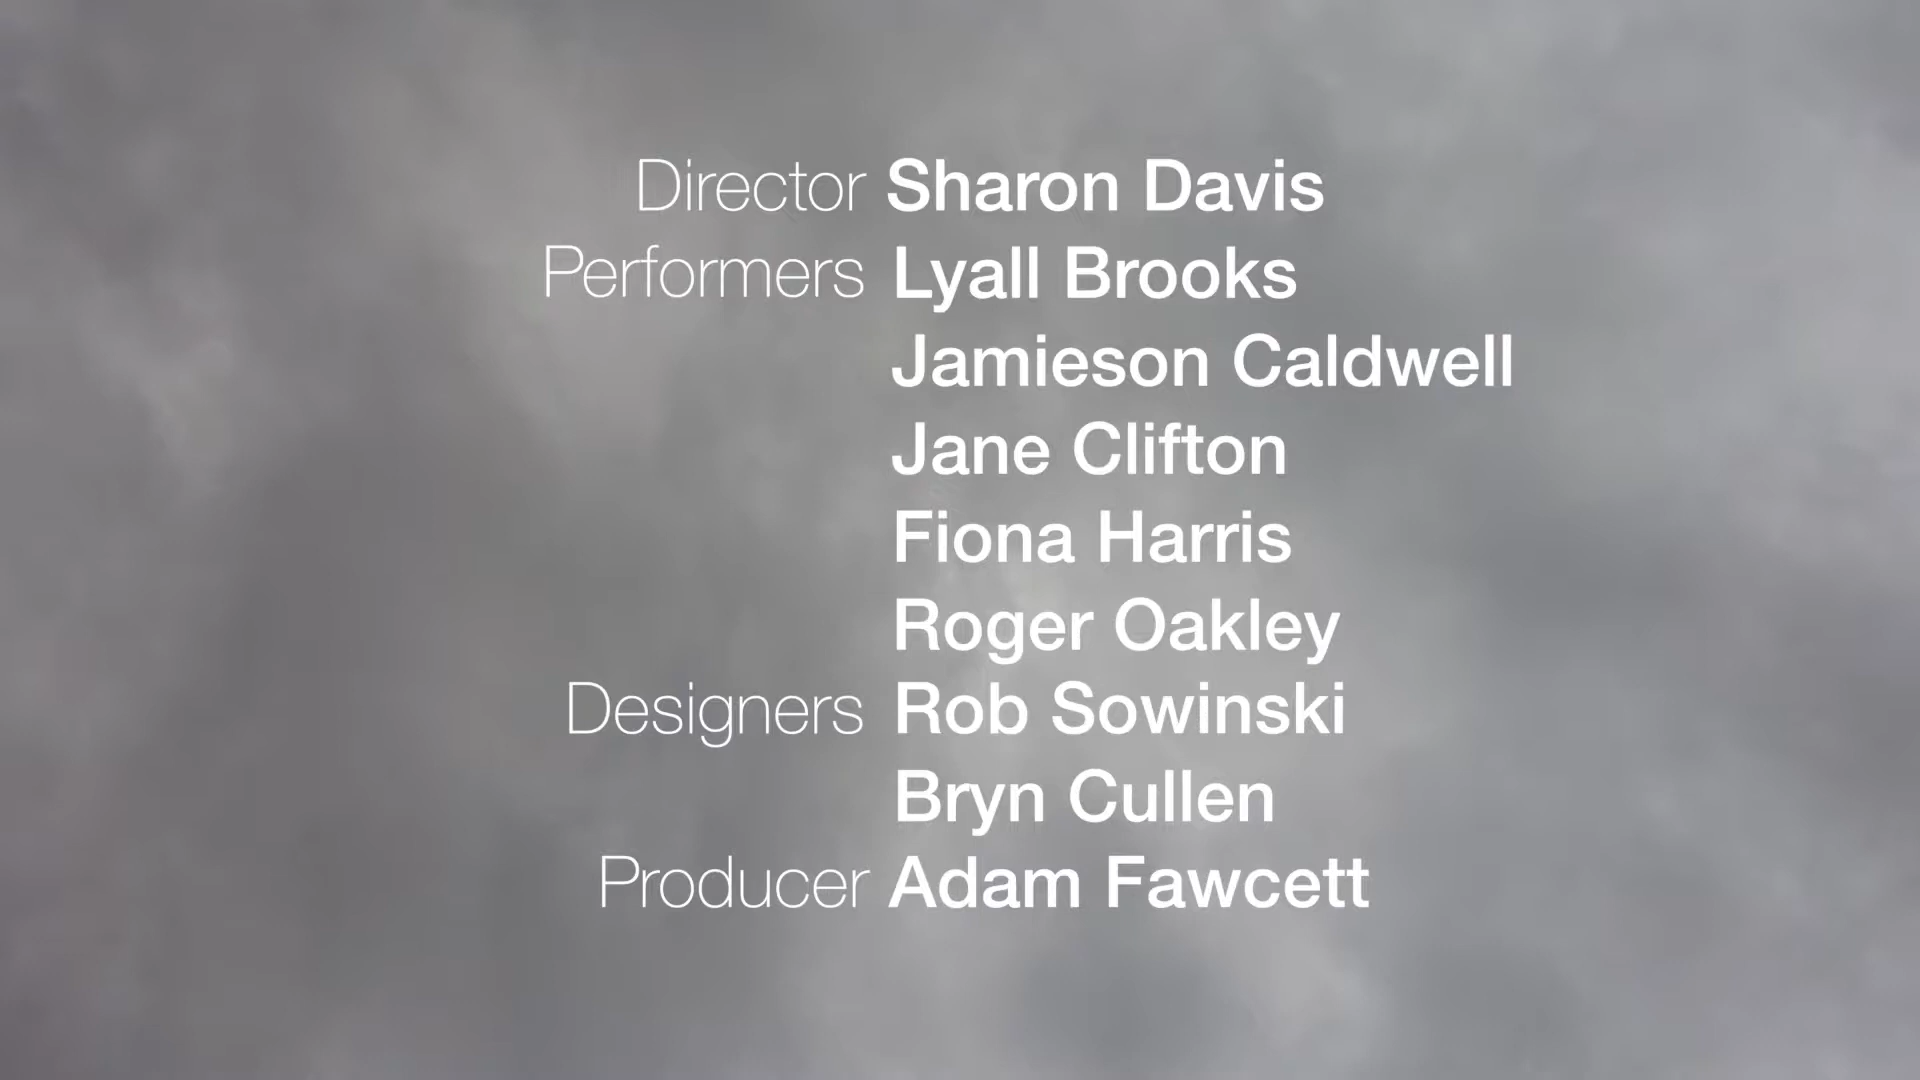 Director Sharon Davis
Performers Lyall Brooks
Jamieson Caldwell
Jane Clifton
Fiona Harris
Roger Oakley
Designers Rob Sowinski
Bryn Cullen
Producer Adam Fawcett